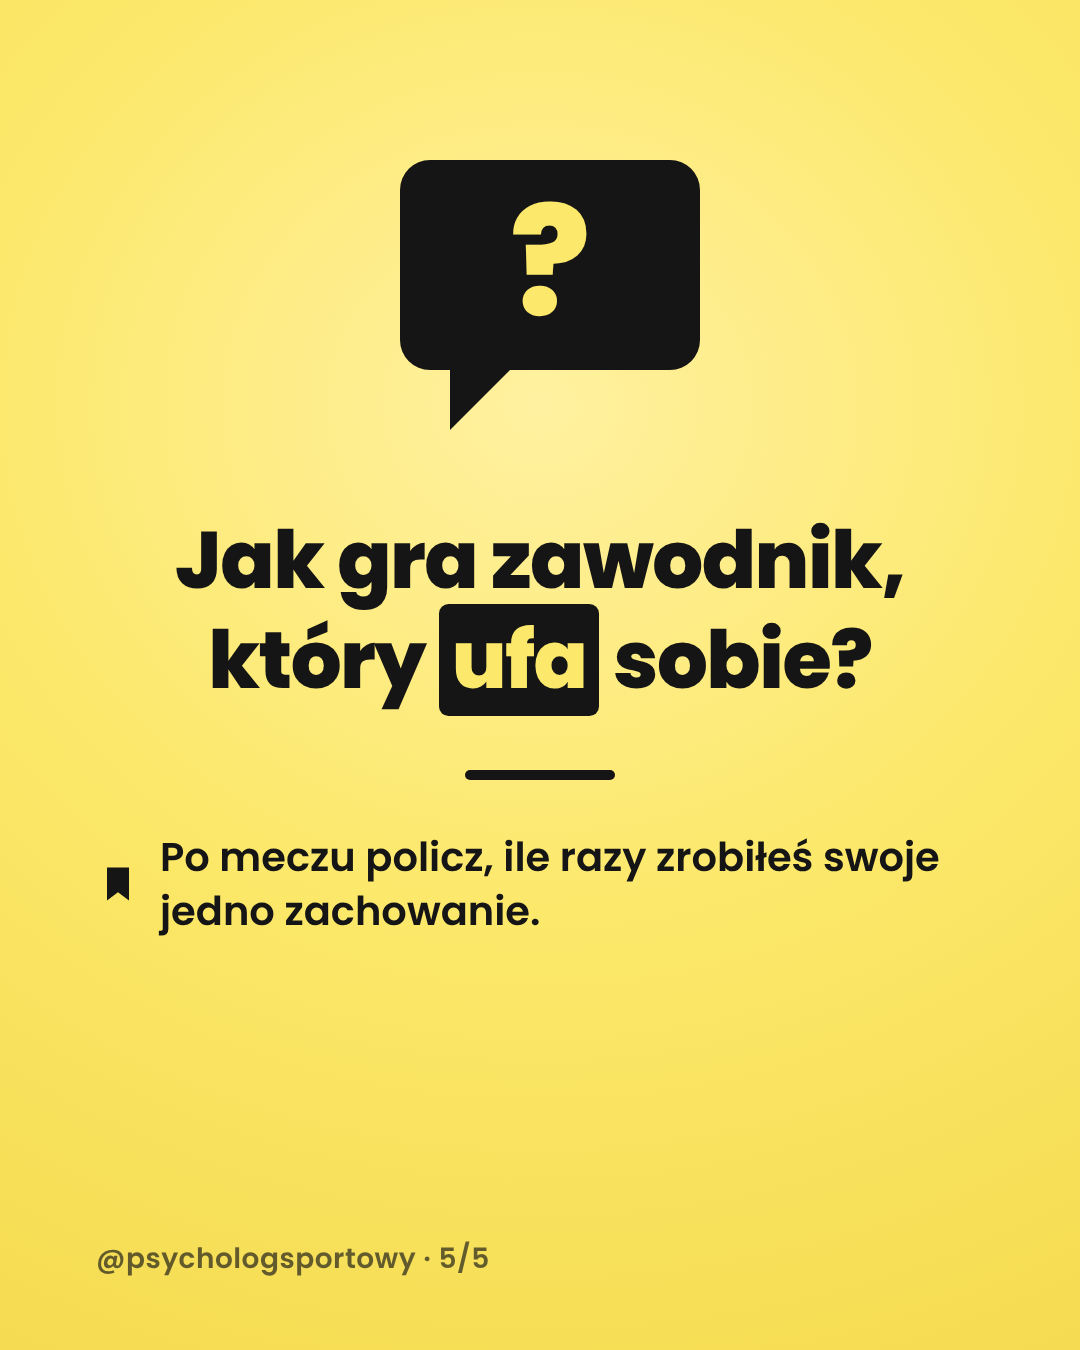 ?
Jak gra zawodnik,
który ufa sobie?
Po meczu policz, ile razy zrobiłeś swoje
jedno zachowanie.
@psychologsportowy · 5/5